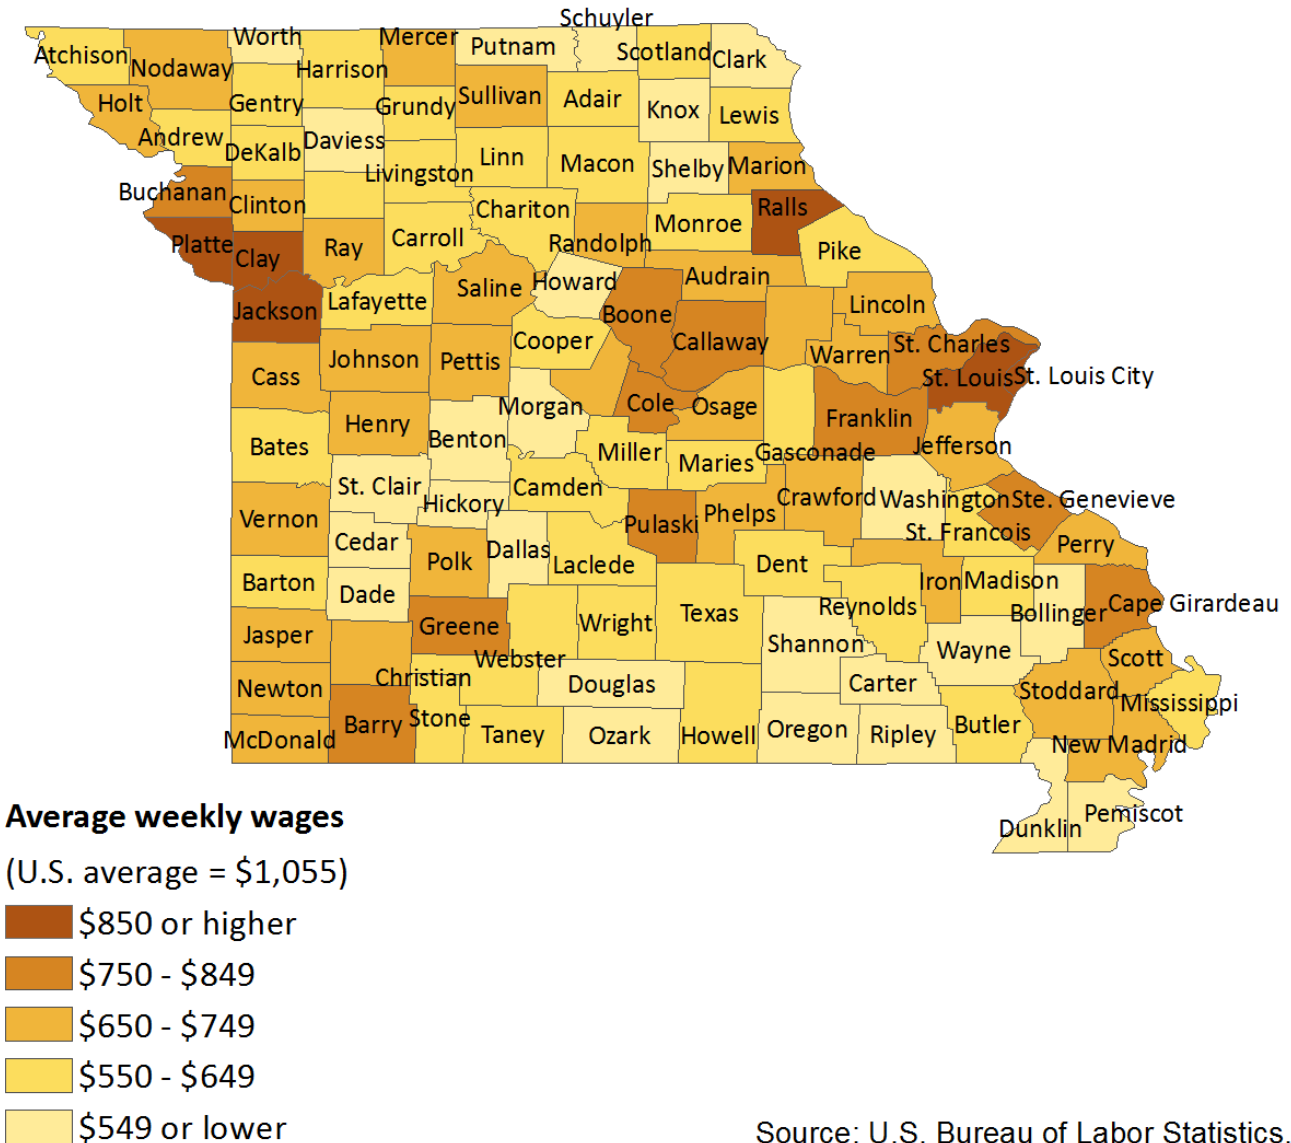 Schuyler
Worth
Mercer
Putnam
Scotland
Clark
Atchison
Nodaway
Harrison
Holt
Gentry
Grundy
Sullivan
Adair
Knox
Lewis
Andrew
DeKalb
Daviess
Livingston
Linn
Macon
Shelby
Marion
Buchanan
Clinton
Chariton
Monroe
Ralls
Platte
Clay
Ray
Carroll
Randolph
Pike
Jackson
Lafayette
Saline
Howard
Audrain
Lincoln
Boone
Callaway
Cooper
Johnson
Pettis
Warren
St. Charles
Cass
St. Louis
St. Louis City
Morgan
Cole
Osage
Franklin
Henry
Benton
Bates
Miller
Maries
Gasconade
Jefferson
St. Clair
Hickory
Camden
Crawford
Washington
Ste. Genevieve
Vernon
Pulaski
Phelps
St. Francois
Cedar
Polk
Dallas
Laclede
Perry
Barton
Dade
Dent
Iron
Madison
Bollinger
Cape Girardeau
Jasper
Greene
Wright
Texas
Reynolds
Shannon
Wayne
Scott
Newton
Christian
Webster
Douglas
Carter
Stoddard
Mississippi
McDonald
Barry
Stone
Taney
Ozark
Howell
Oregon
Ripley
Butler
New Madrid
Dunklin
Pemiscot
Average weekly wages
(U.S. average = $1,055)
$850 or higher
$750 - $849
$650 - $749
$550 - $649
$549 or lower
Source: U.S. Bureau of Labor Statistics.